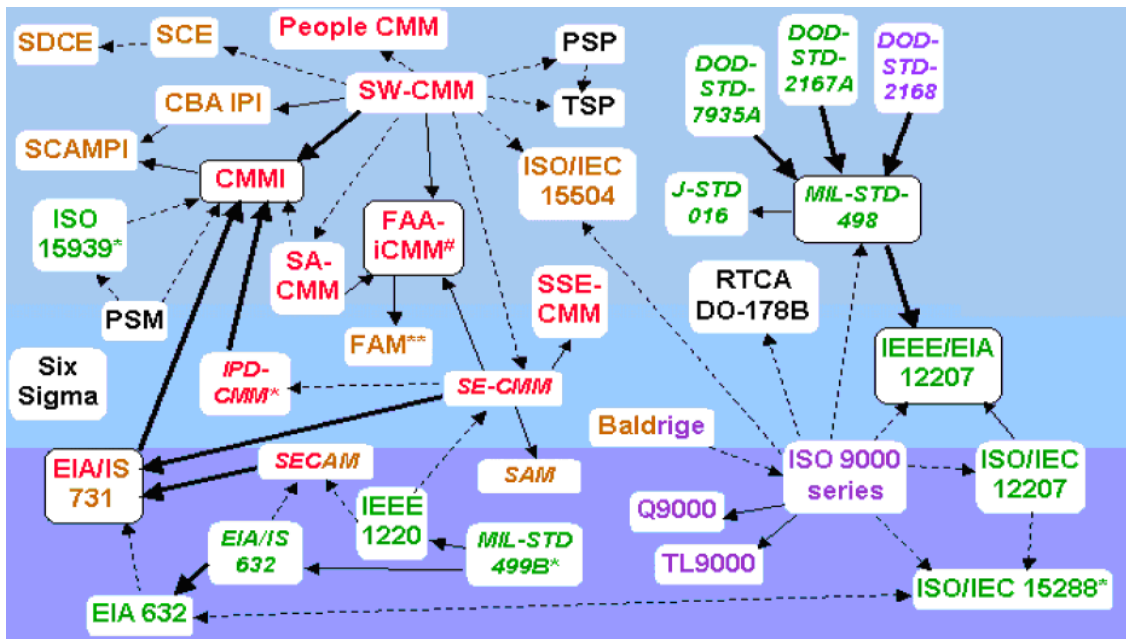 People CMM
SDCE
SCE
PSP
DOD-
STD-
2167A
DOD-
STD-
2168
DOD-
STD-
7935A
SW-CMM
CBA IPI
TSP
SCAMPI
CMMI
ISO/IEC
15504
J-STD
016
MIL-STD-
498
ISO
15939*
FAA-
iCMM#
SA-
CMM
SSE-
CMM
RTCA
DO-178B
PSM
FAM**
IEEE/EIA
12207
Six
Sigma
IPD-
CMM*
SE-CMM
Baldrige
EIA/IS
731
SECAM
SAM
ISO 9000
series
ISO/IEC
12207
IEEE
1220
Q9000
EIA/IS
632
MIL-STD
499B*
TL9000
EIA 632
ISO/IEC 15288*